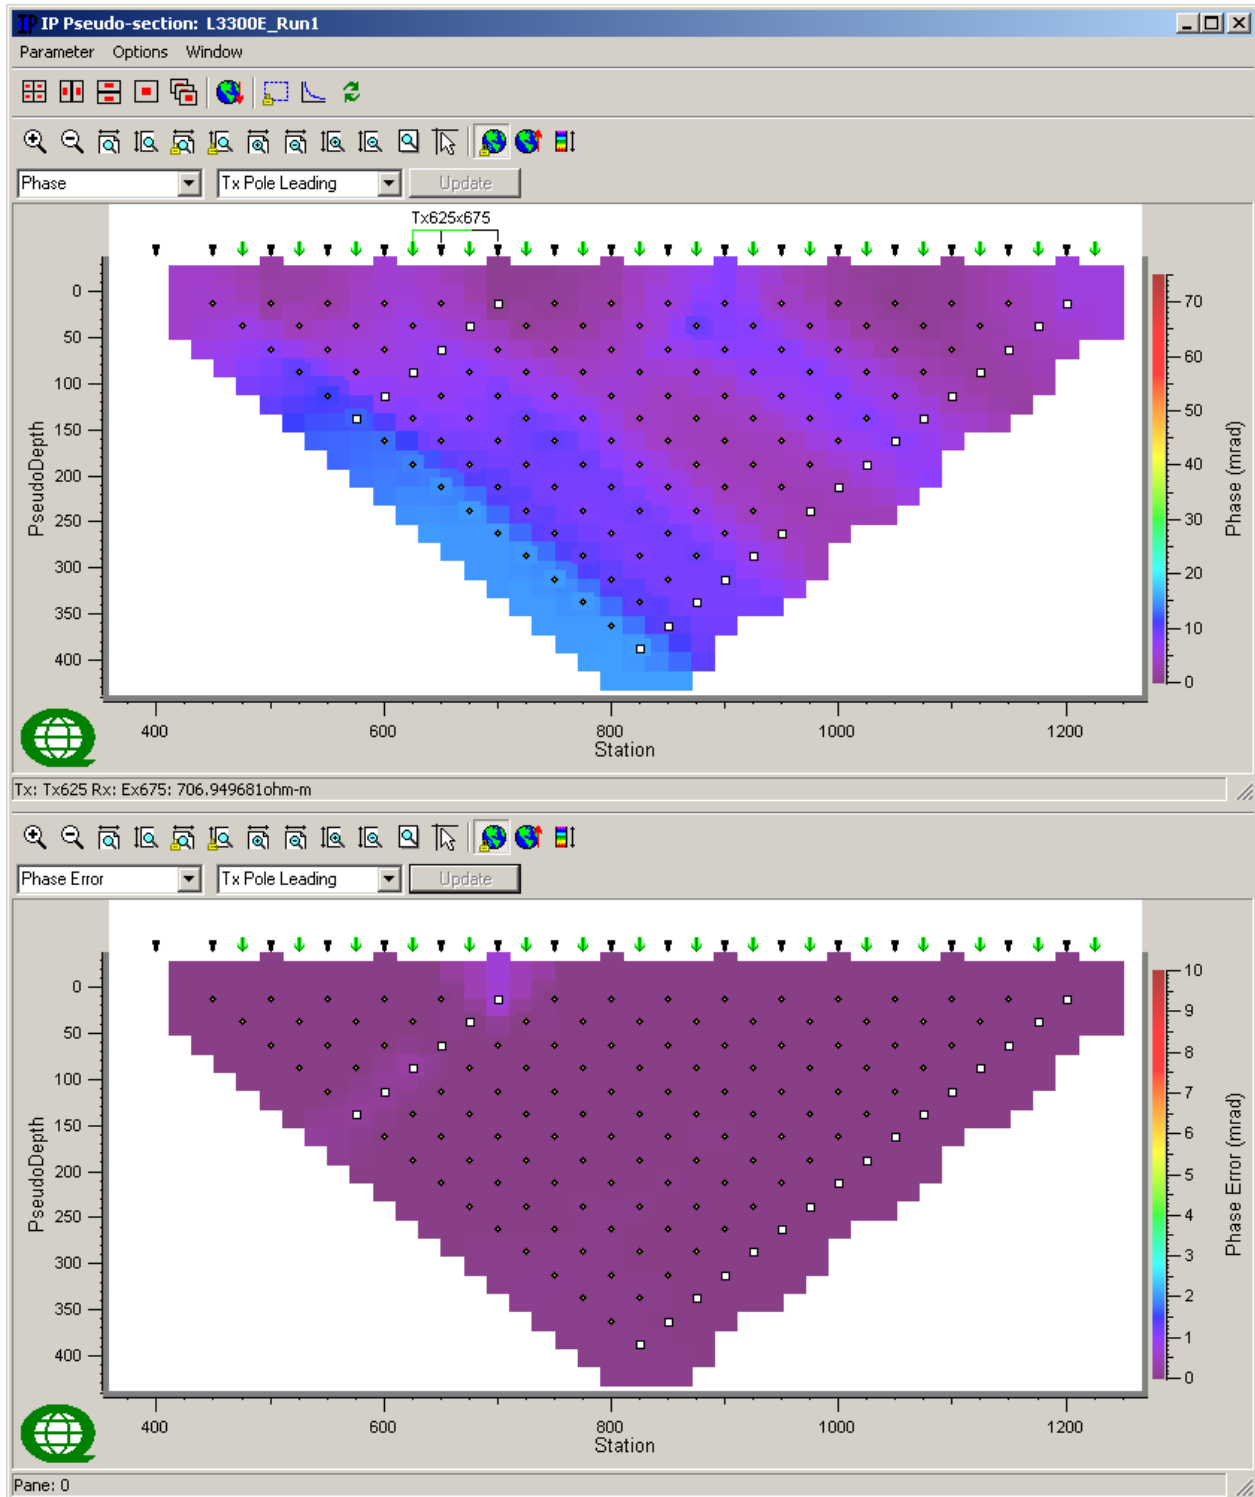 IP Pseudo-section: L3300E_Run1
Parameter Options Window
Phase Tx Pole Leading Update
Tx625x675
0
50
100
150
200
250
300
350
400
PseudoDepth
400 600 800 1000 1200
Station
70
60
50
40
30
20
10
0
Phase (mrad)
Tx: Tx625 Rx: Ex675: 706.949681ohm-m
Phase Error Tx Pole Leading Update
0
50
100
150
200
250
300
350
400
PseudoDepth
400 600 800 1000 1200
Station
10
9
8
7
6
5
4
3
2
1
0
Phase Error (mrad)
Pane: 0